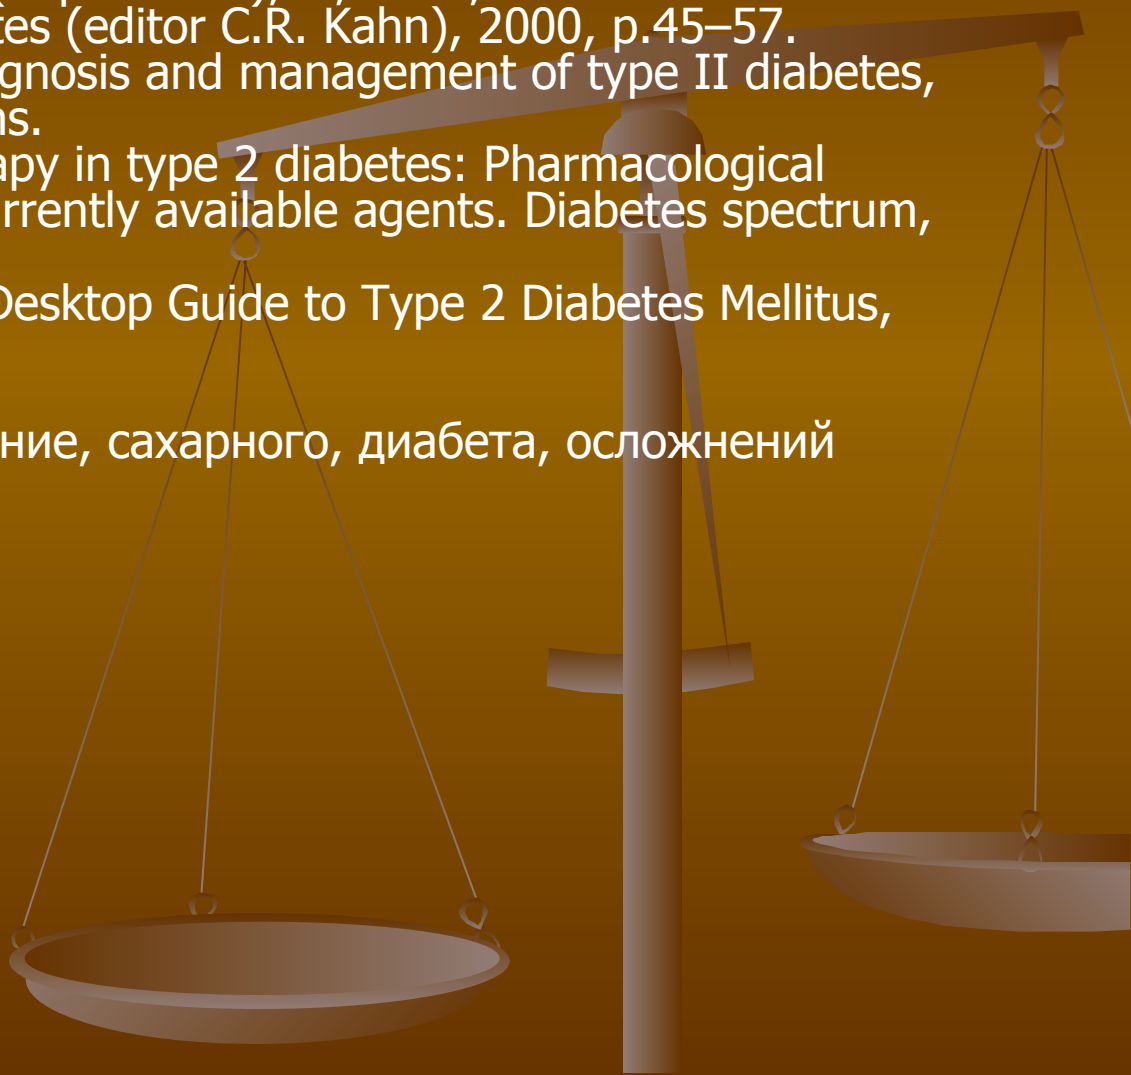 tes (editor C.R. Kahn), 2000, p.45–57.
gnosis and management of type II diabetes,
ns.
apy in type 2 diabetes: Pharmacological
rrently available agents. Diabetes spectrum,
Desktop Guide to Type 2 Diabetes Mellitus,
ние, сахарного, диабета, осложнений